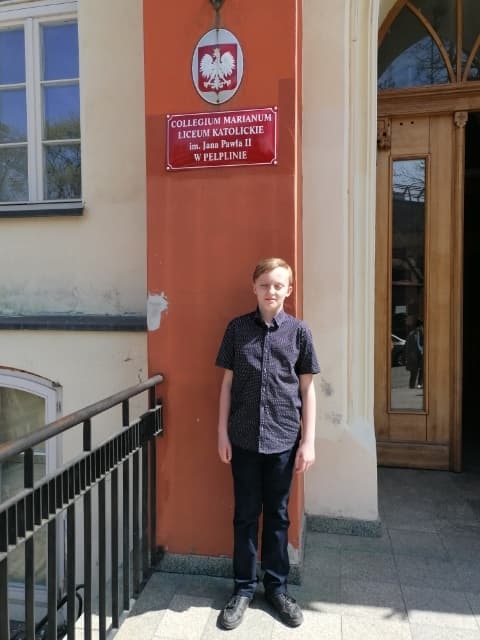 COLLEGIUM MARIANUM
LICEUM KATOLICKIE
im. Jana Pawła II
W PELPLINIE